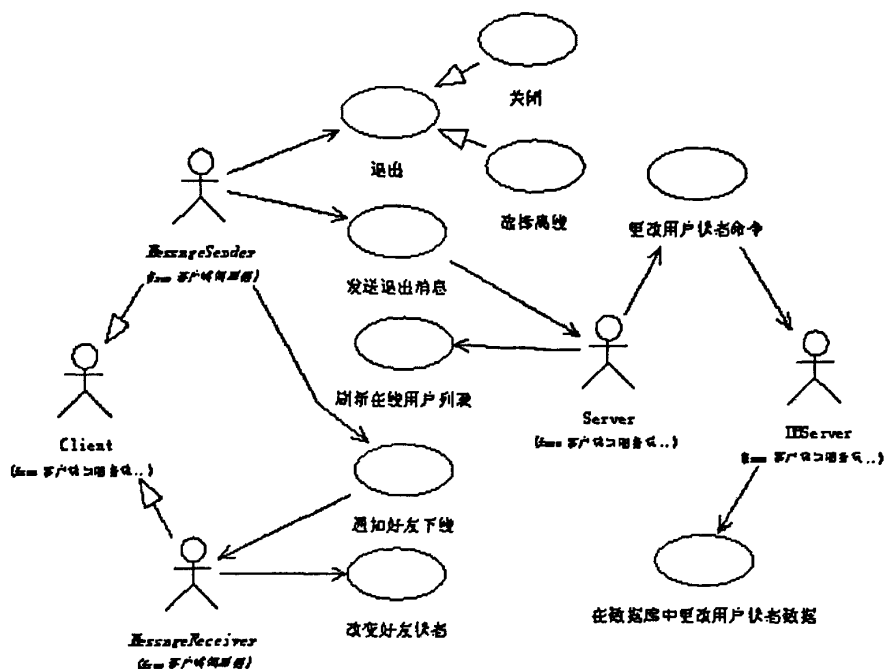 关闭
退出
选择离线
更改用户状态命令
MessageSender
发送退出消息
刷新在线用户列表
Server
DBServer
Client
通知好友下线
MessageReceiver
改变好友状态
在数据库中更改用户状态数据